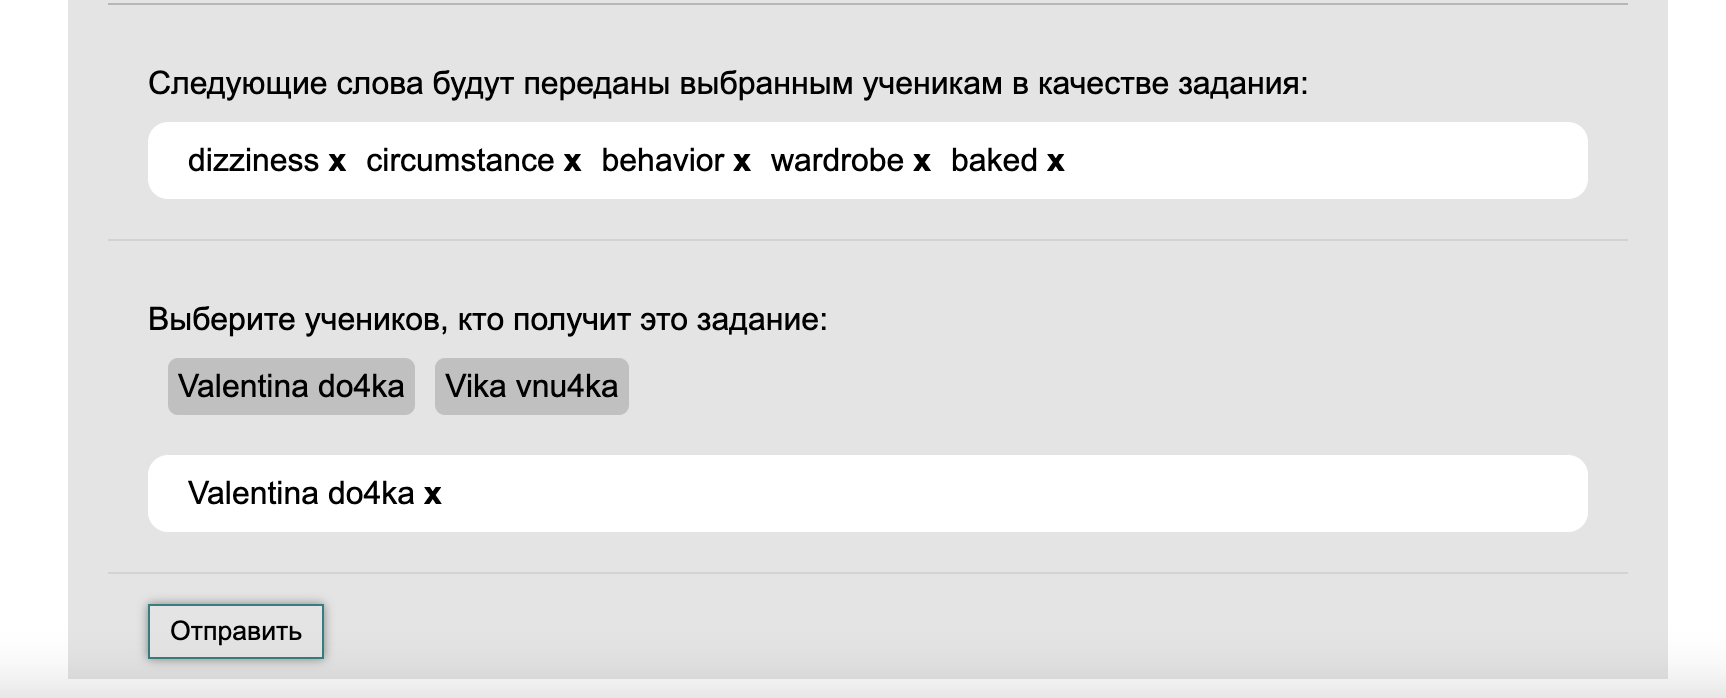 Следующие слова будут переданы выбранным ученикам в качестве задания:
dizziness x circumstance x behavior x wardrobe x baked x
Выберите учеников, кто получит это задание:
Valentina do4ka Vika vnu4ka
Valentina do4ka x
Отправить